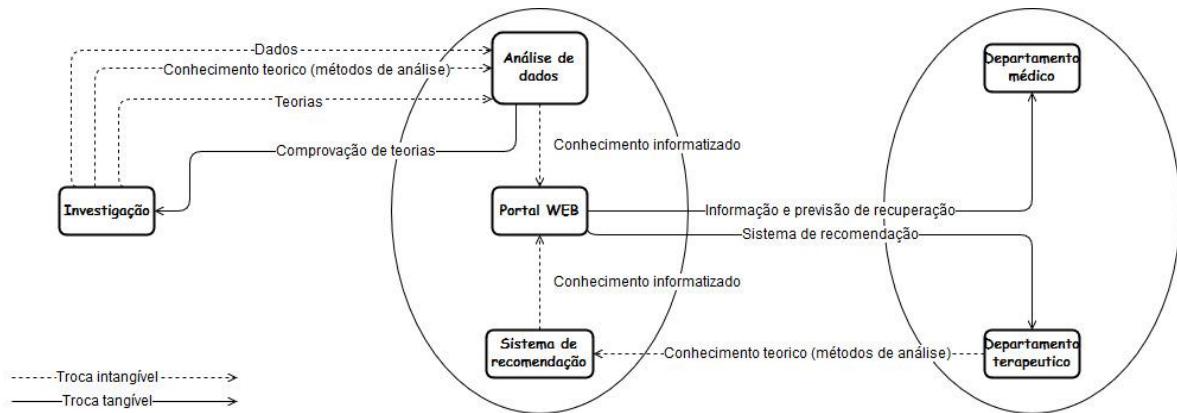 Dados
Análise de
dados
Departamento
médico
Conhecimento teorico (métodos de análise)
Teorias
Conhecimento informatizado
Comprovação de teorias
Investigação
Portal WEB
Informação e previsão de recuperação
Sistema de recomendação
Conhecimento informatizado
Sistema de
recomendação
Conhecimento teorico (métodos de análise)
Departamento
terapeutico
Troca intangível
Troca tangível